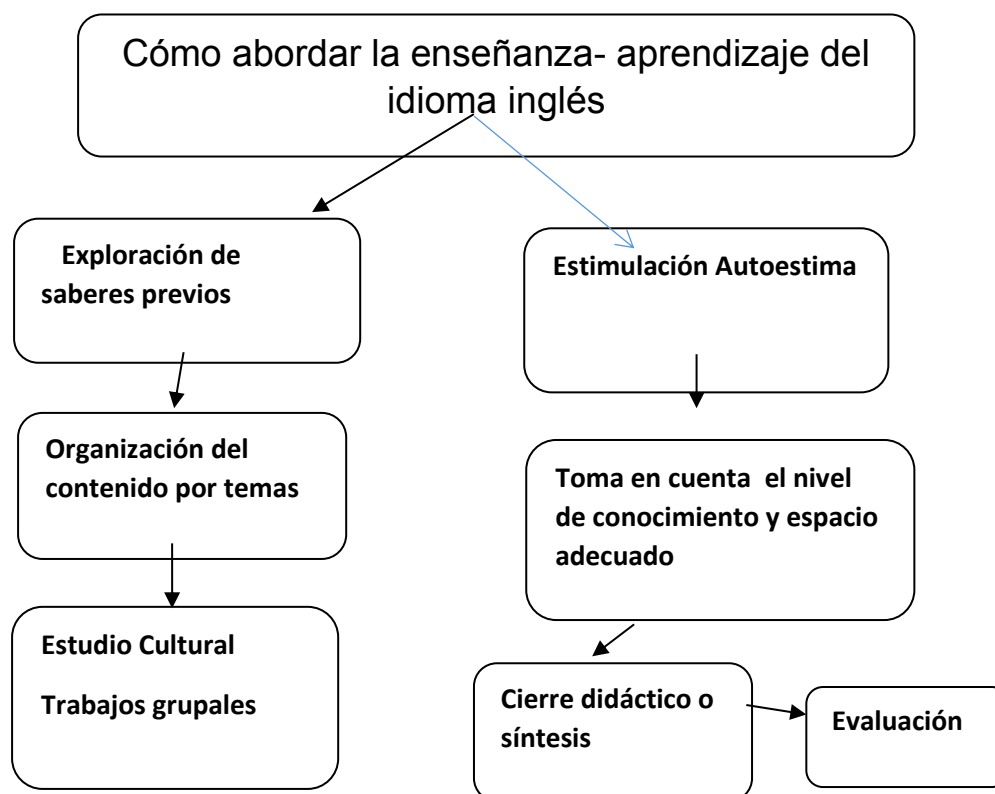 Cómo abordar la enseñanza- aprendizaje del
idioma inglés
Exploración de
saberes previos
Estimulación Autoestima
Organización del
contenido por temas
Toma en cuenta el nivel
de conocimiento y espacio
adecuado
Estudio Cultural
Trabajos grupales
Cierre didáctico o
síntesis
Evaluación